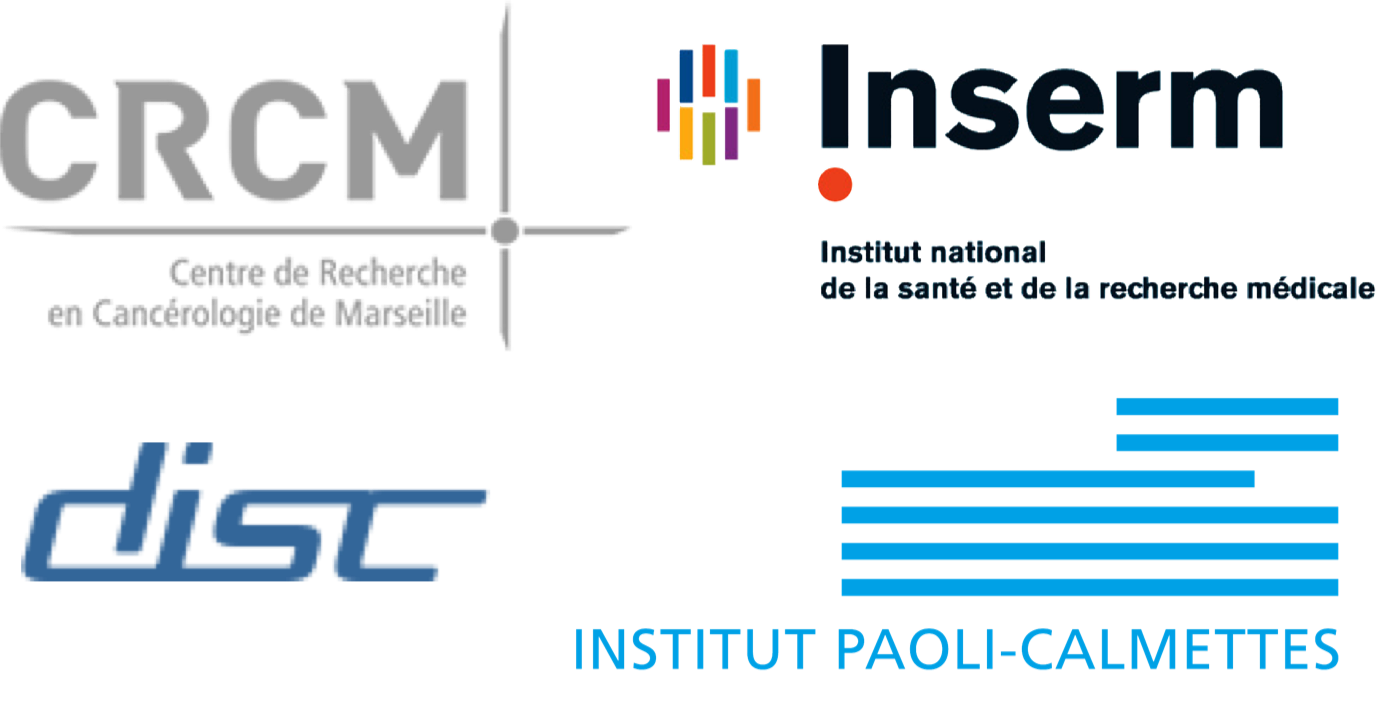 CRCM
Centre de Recherche
en Cancérologie de Marseille
Inserm
Institut national
de la santé et de la recherche médicale
disc
INSTITUT PAOLI-CALMETTES